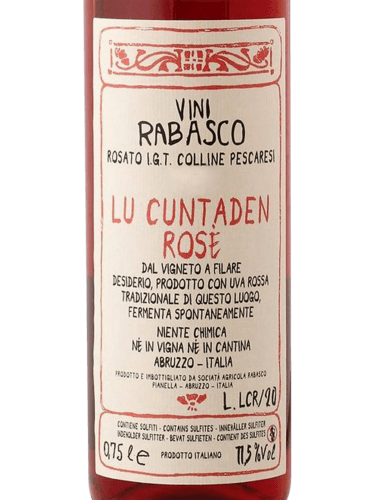 VINI
RABASCO
ROSATO I.G.T. COLLINE PESCARESI
LU CUNTADEN
ROSÈ
DAL VIGNETO A FILARE
DESIDERIO, PRODOTTO CON UVA ROSSA
TRADIZIONALE DI QUESTO LUOGO,
FERMENTA SPONTANEAMENTE
NIENTE CHIMICA
NÈ IN VIGNA NÈ IN CANTINA
ABRUZZO - ITALIA
PRODOTTO E IMBOTTIGLIATO DA SOCIATÀ AGRICOLA RABASCO
PIANELLA - ABRUZZO - ITALIA
L.LCR/20
CONTIENE SOLFITI - CONTAINS SULFITES - INNEHÅLLER SULFITER
INDEHOLDER SULFITTER - BEVAT SULFIETEN - CONTIENT DES SULFITES
0,75 l e PRODOTTO ITALIANO 11,5 % Vol